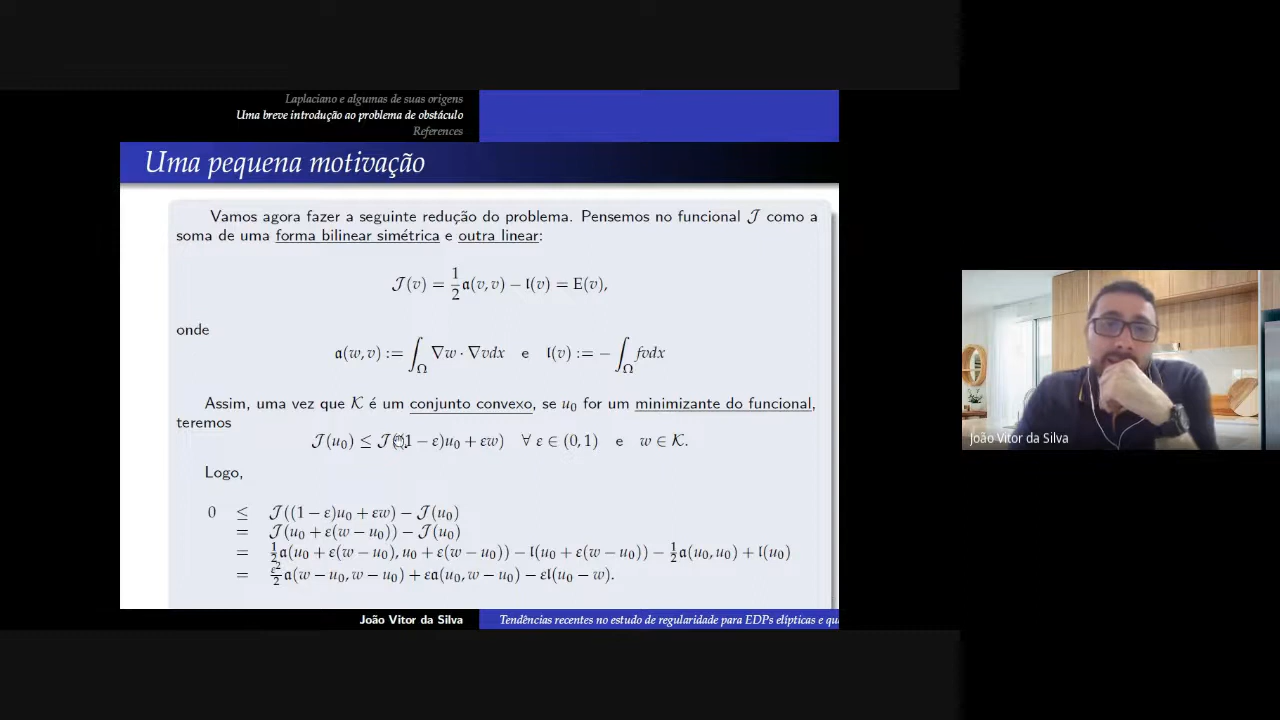 Laplaciano e algumas de suas origens
Uma breve introdução ao problema de obstáculo
References
Uma pequena motivação
Vamos agora fazer a seguinte redução do problema. Pensemos no funcional 𝒥 como a
soma de uma forma bilinear simétrica e outra linear:
𝒥(v) = 1/2 𝔞(v, v) − 𝔩(v) = E(v),
onde
𝔞(w, v) := ∫_Ω ∇w · ∇vdx e 𝔩(v) := − ∫_Ω fvdx
Assim, uma vez que 𝒦 é um conjunto convexo, se u₀ for um minimizante do funcional,
teremos
𝒥(u₀) ≤ 𝒥((1 − ε)u₀ + εw) ∀ ε ∈ (0, 1) e w ∈ 𝒦.
Logo,
0 ≤ 𝒥((1 − ε)u₀ + εw) − 𝒥(u₀)
= 𝒥(u₀ + ε(w − u₀)) − 𝒥(u₀)
= 1/2 𝔞(u₀ + ε(w − u₀), u₀ + ε(w − u₀)) − 𝔩(u₀ + ε(w − u₀)) − 1/2 𝔞(u₀, u₀) + 𝔩(u₀)
= ε²/2 𝔞(w − u₀, w − u₀) + ε𝔞(u₀, w − u₀) − ε𝔩(u₀ − w).
João Vitor da Silva
Tendências recentes no estudo de regularidade para EDPs elípticas e qu
João Vitor da Silva